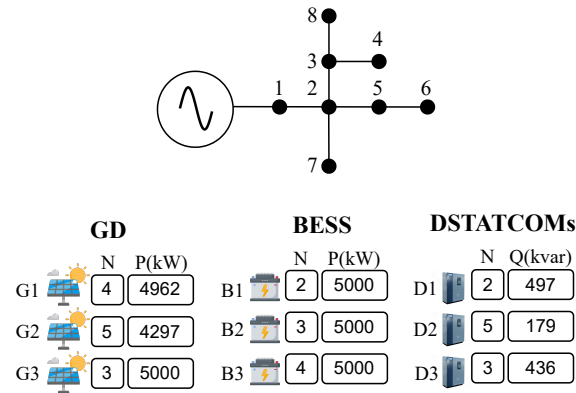 8
4
3
1 2 5 6
7
GD BESS DSTATCOMs
N P(kW) N P(kW) N Q(kvar)
G1 4 4962 B1 2 5000 D1 2 497
G2 5 4297 B2 3 5000 D2 5 179
G3 3 5000 B3 4 5000 D3 3 436